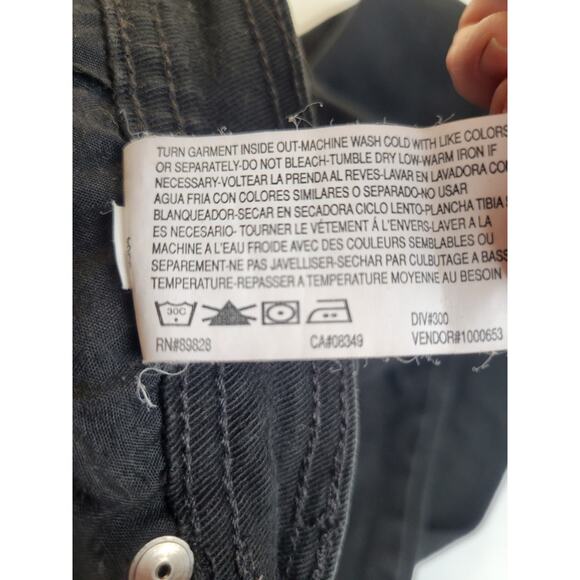 TURN GARMENT INSIDE OUT-MACHINE WASH COLD WITH LIKE COLORS
OR SEPARATELY-DO NOT BLEACH-TUMBLE DRY LOW-WARM IRON IF
NECESSARY-VOLTEAR LA PRENDA AL REVES-LAVAR EN LAVADORA CON
AGUA FRIA CON COLORES SIMILARES O SEPARADO-NO USAR
BLANQUEADOR-SECAR EN SECADORA CICLO LENTO-PLANCHA TIBIA S
ES NECESARIO- TOURNER LE VÊTEMENT Á L'ENVERS-LAVER A LA
MACHINE A L'EAU FROIDE AVEC DES COULEURS SEMBLABLES OU
SEPAREMENT-NE PAS JAVELLISER-SECHAR PAR CULBUTAGE A BASS
TEMPERATURE-REPASSER A TEMPERATURE MOYENNE AU BESOIN
30C
DIV#300
RN#89828 CA#08349 VENDOR#1000653